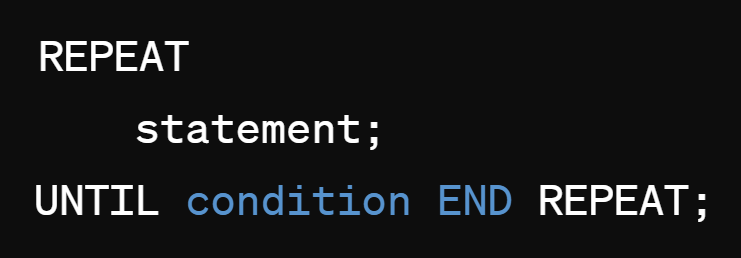 REPEAT
statement;
UNTIL condition END REPEAT;